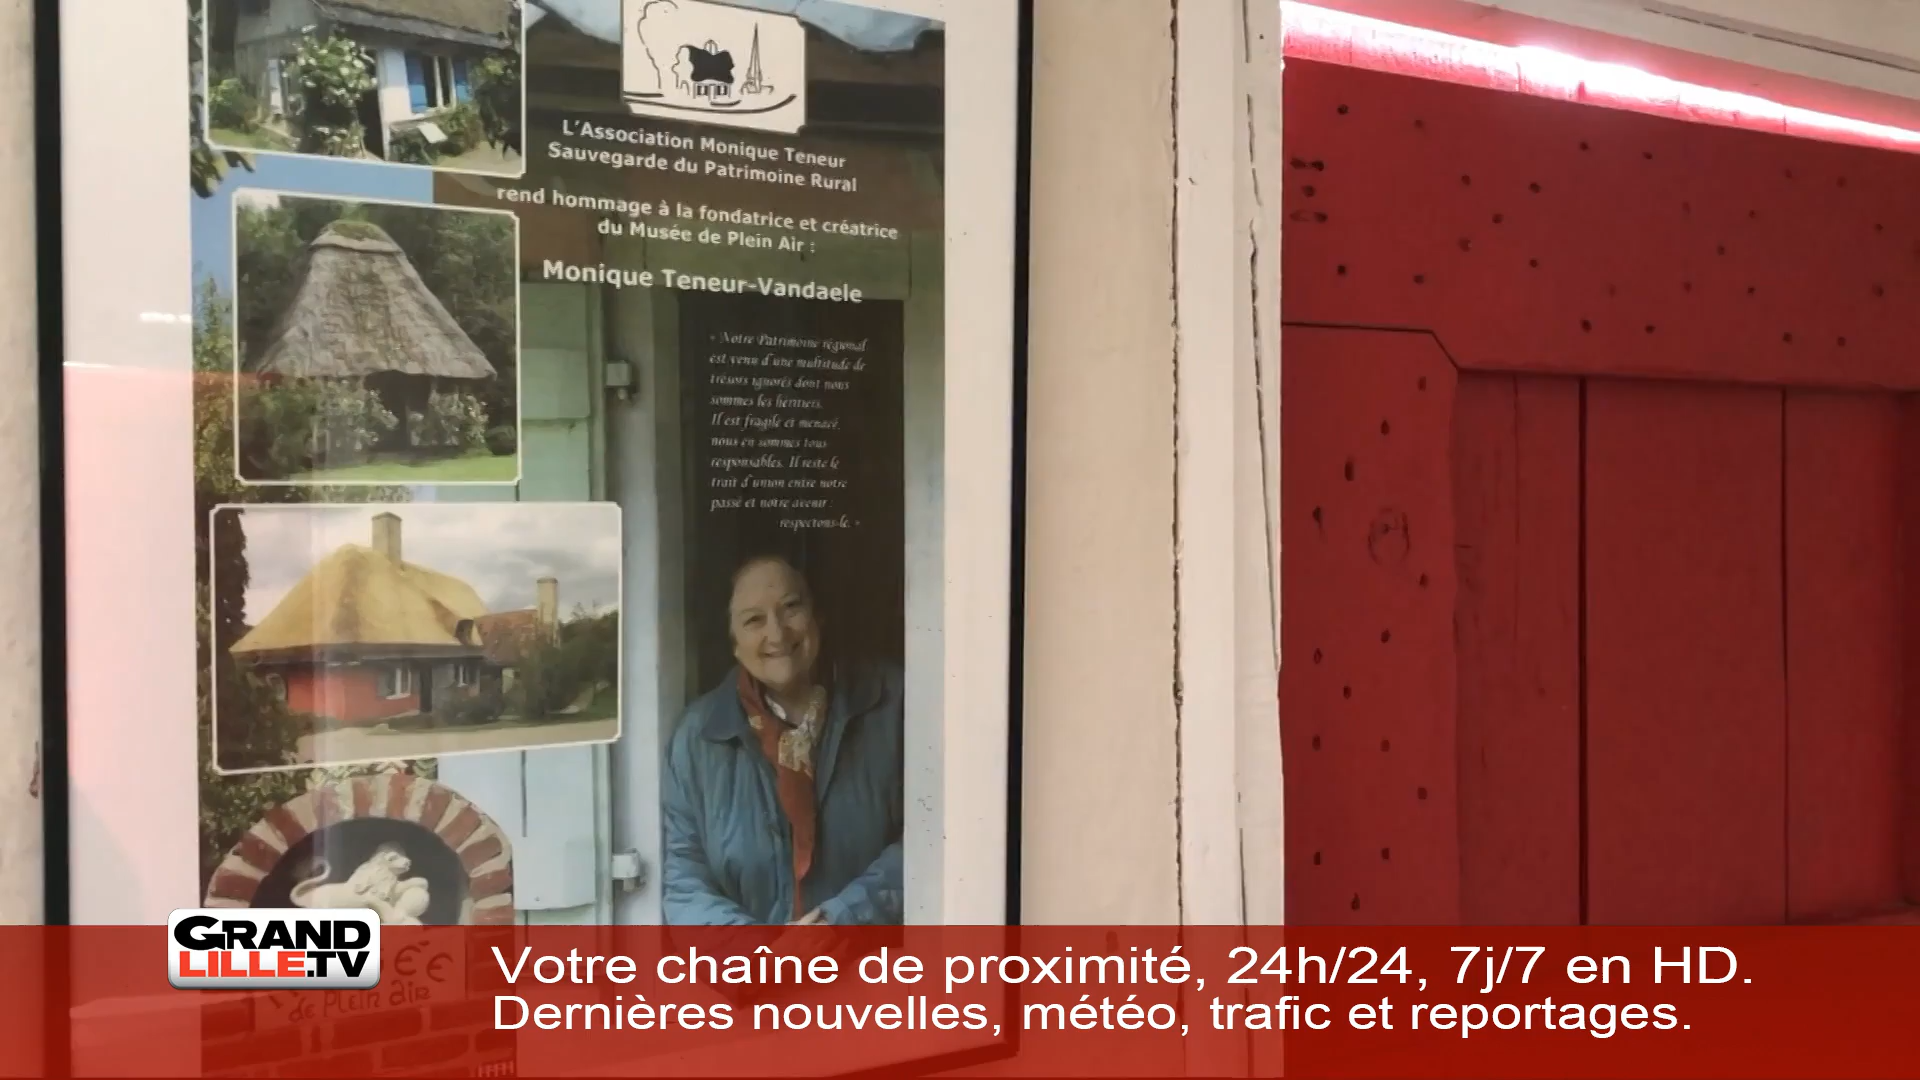 L'Association Monique Teneur
Sauvegarde du Patrimoine Rural
rend hommage à la fondatrice et créatrice
du Musée de Plein Air :
Monique Teneur-Vandaele
« Notre Patrimoine régional
est venu d'une multitude de
trésors ignorés dont nous
sommes les héritiers.
Il est fragile et menacé,
nous en sommes tous
responsables. Il reste le
trait d'union entre notre
passé et notre avenir :
respectons-le. »
de Plein air
GRAND
LILLE.TV
Votre chaîne de proximité, 24h/24, 7j/7 en HD.
Dernières nouvelles, météo, trafic et reportages.